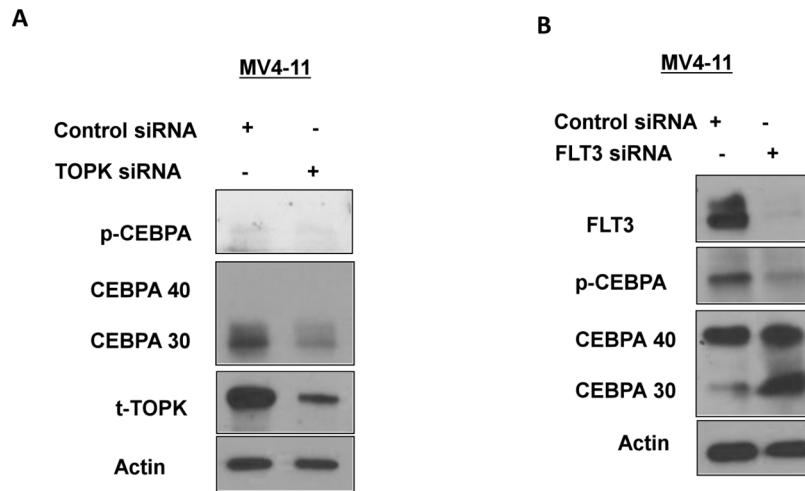 A
MV4-11
Control siRNA + -
TOPK siRNA - +
p-CEBPA
CEBPA 40
CEBPA 30
t-TOPK
Actin
B
MV4-11
Control siRNA + -
FLT3 siRNA - +
FLT3
p-CEBPA
CEBPA 40
CEBPA 30
Actin